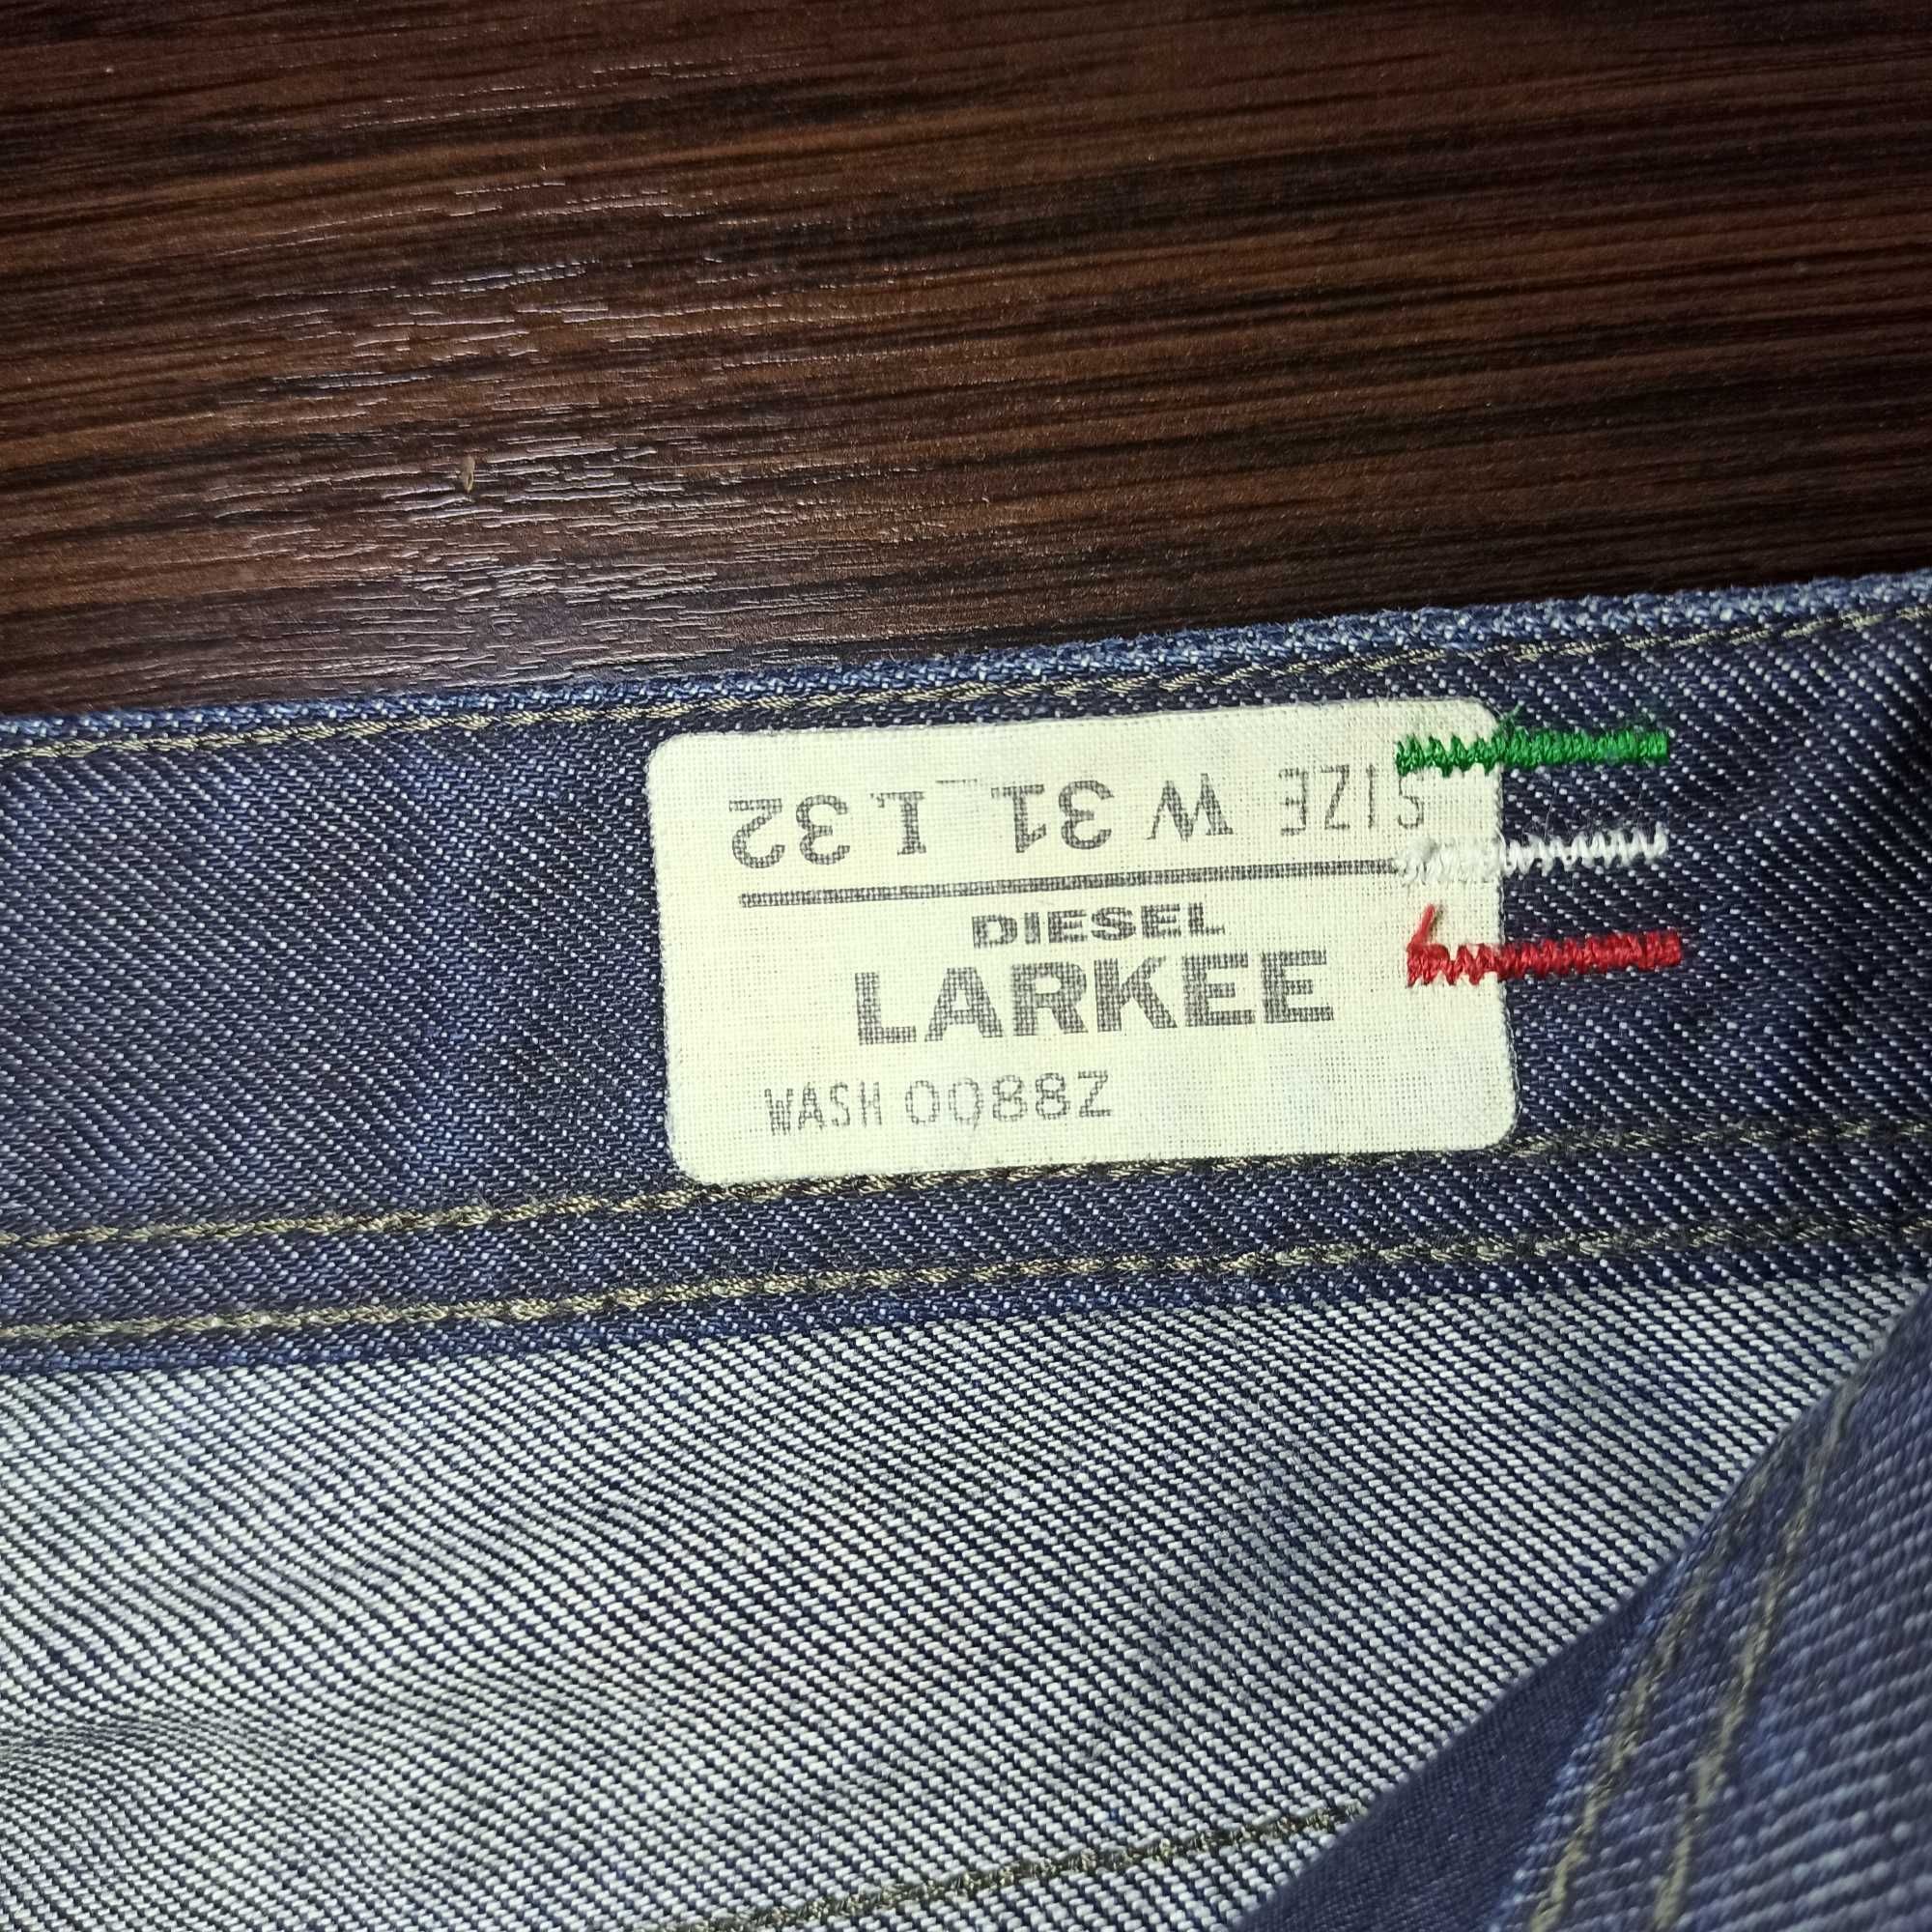 SIZE W 31 L 32
DIESEL
LARKEE
WASH 0088Z